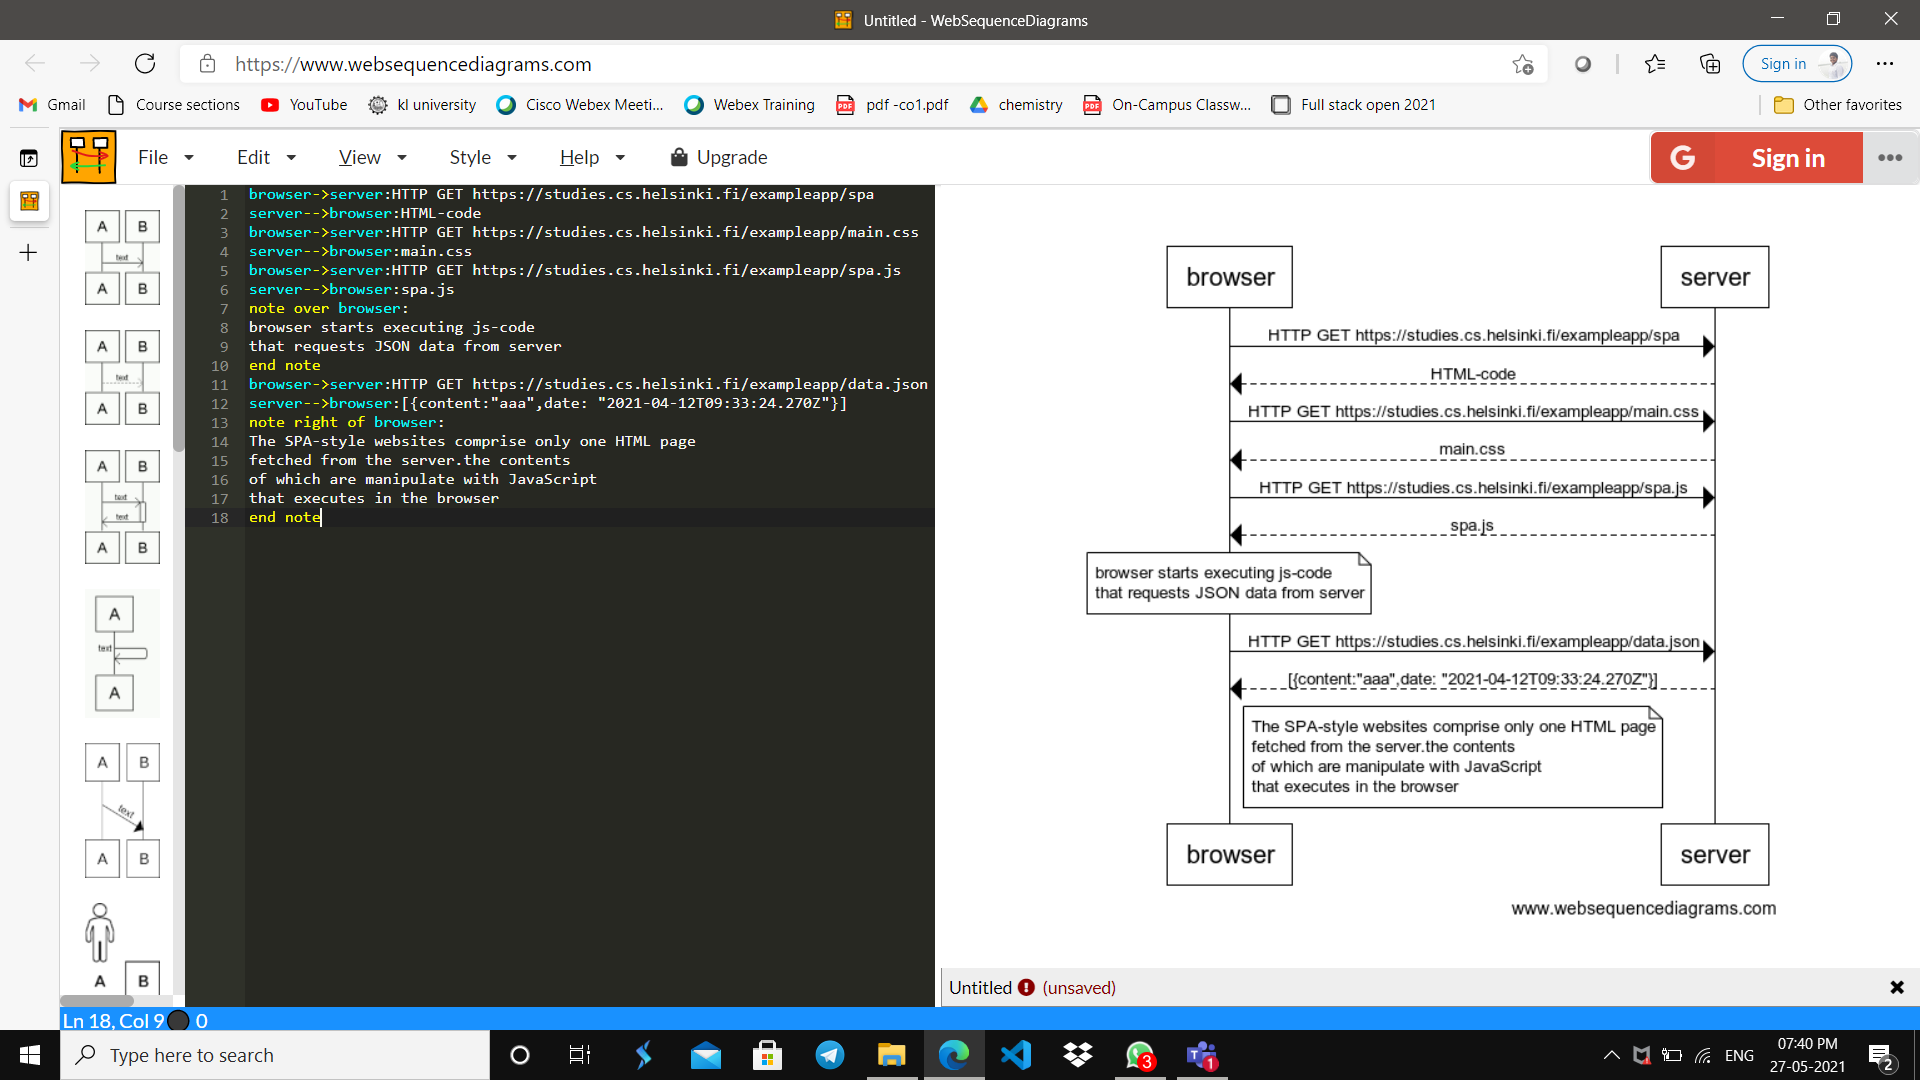 Untitled - WebSequenceDiagrams
https://www.websequencediagrams.com
Sign in
Gmail
Course sections
YouTube
kl university
Cisco Webex Meeti...
Webex Training
pdf -co1.pdf
chemistry
On-Campus Classw...
Full stack open 2021
Other favorites
File
Edit
View
Style
Help
Upgrade
G Sign in
A B
text
A B
A B
text
A B
A B
text
text
A B
A
text
A
A B
text
A B
A B
1 browser->server:HTTP GET https://studies.cs.helsinki.fi/exampleapp/spa
2 server-->browser:HTML-code
3 browser->server:HTTP GET https://studies.cs.helsinki.fi/exampleapp/main.css
4 server-->browser:main.css
5 browser->server:HTTP GET https://studies.cs.helsinki.fi/exampleapp/spa.js
6 server-->browser:spa.js
7 note over browser:
8 browser starts executing js-code
9 that requests JSON data from server
10 end note
11 browser->server:HTTP GET https://studies.cs.helsinki.fi/exampleapp/data.json
12 server-->browser:[{content:"aaa",date: "2021-04-12T09:33:24.270Z"}]
13 note right of browser:
14 The SPA-style websites comprise only one HTML page
15 fetched from the server.the contents
16 of which are manipulate with JavaScript
17 that executes in the browser
18 end note
browser server
HTTP GET https://studies.cs.helsinki.fi/exampleapp/spa
HTML-code
HTTP GET https://studies.cs.helsinki.fi/exampleapp/main.css
main.css
HTTP GET https://studies.cs.helsinki.fi/exampleapp/spa.js
spa.js
browser starts executing js-code
that requests JSON data from server
HTTP GET https://studies.cs.helsinki.fi/exampleapp/data.json
[{content:"aaa",date: "2021-04-12T09:33:24.270Z"}]
The SPA-style websites comprise only one HTML page
fetched from the server.the contents
of which are manipulate with JavaScript
that executes in the browser
browser server
www.websequencediagrams.com
Untitled (unsaved)
Ln 18, Col 9 0
Type here to search
3
1
ENG
07:40 PM
27-05-2021
2